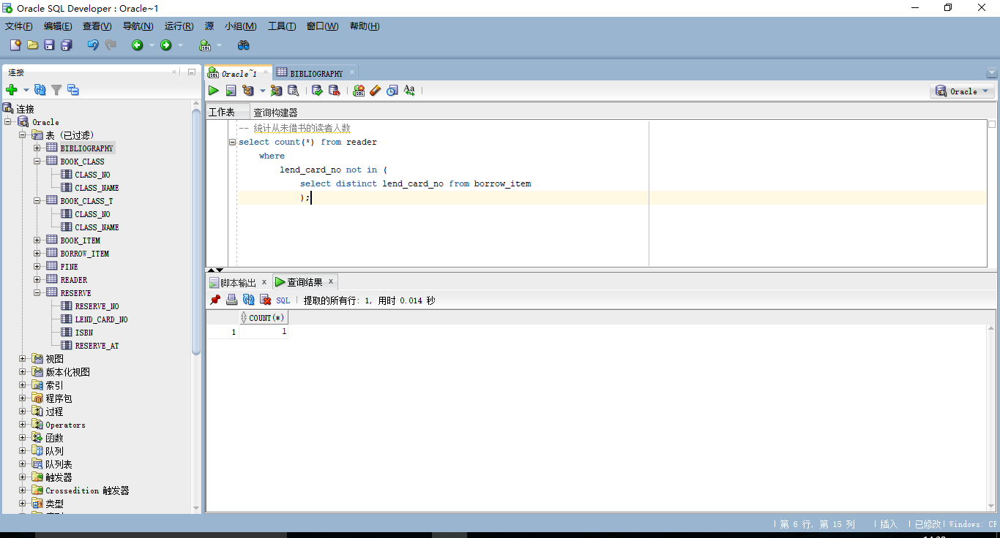 Oracle SQL Developer : Oracle~1
文件(F) 编辑(E) 查看(V) 导航(N) 运行(R) 源 小组(M) 工具(T) 窗口(W) 帮助(H)
连接
连接
Oracle
表 (已过滤)
BIBLIOGRAPHY
BOOK_CLASS
CLASS_NO
CLASS_NAME
BOOK_CLASS_T
CLASS_NO
CLASS_NAME
BOOK_ITEM
BORROW_ITEM
FINE
READER
RESERVE
RESERVE_NO
LEND_CARD_NO
ISBN
RESERVE_AT
视图
版本化视图
索引
程序包
过程
Operators
函数
队列
队列表
触发器
Crossedition 触发器
类型
Oracle~1 BIBLIOGRAPHY
SQL SQL Aa
Oracle
工作表 查询构建器
-- 统计从未借书的读者人数
select count(*) from reader
where
lend_card_no not in (
select distinct lend_card_no from borrow_item
);
脚本输出 x 查询结果 x
SQL | 提取的所有行: 1, 用时 0.014 秒
COUNT(*)
1 1
第 6 行, 第 15 列 | 插入 | 已修改 | Windows: CF